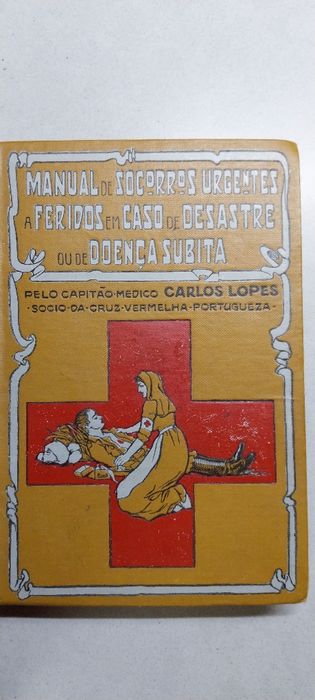 MANUAL DE SOCORROS URGENTES
A FERIDOS EM CASO DE DESASTRE
OU DE DOENÇA SUBITA
PELO CAPITÃO-MEDICO CARLOS LOPES
·SOCIO·DA·CRUZ·VERMELHA·PORTUGUEZA·